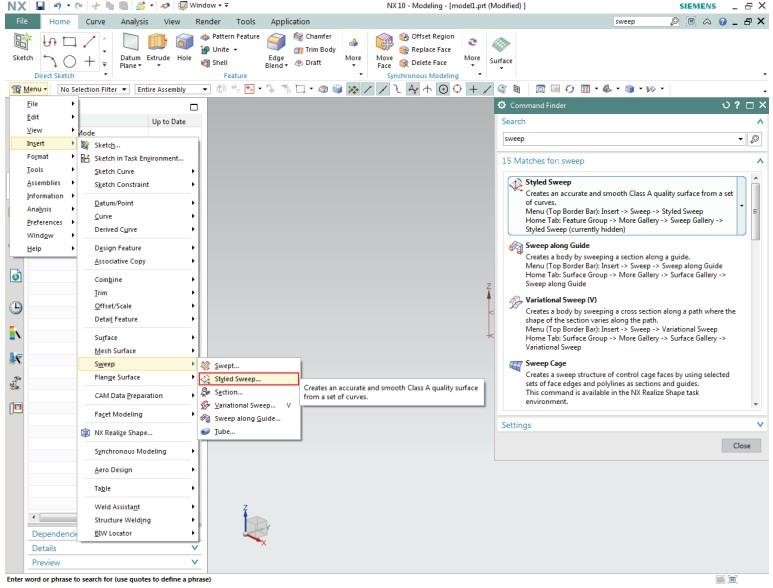 NX
Window
NX 10 - Modeling - [model1.prt (Modified) ]
SIEMENS
File Home Curve Analysis View Render Tools Application
sweep
Sketch
Direct Sketch
Datum Plane
Extrude
Hole
Pattern Feature
Unite
Shell
Edge Blend
Chamfer
Trim Body
Draft
More
Feature
Move Face
Offset Region
Replace Face
Delete Face
More
Synchronous Modeling
Surface
Menu
No Selection Filter
Entire Assembly
File
Edit
View
Insert
Format
Tools
Assemblies
Information
Analysis
Preferences
Window
Help
Up to Date
Mode
Sketch...
Sketch in Task Environment...
Sketch Curve
Sketch Constraint
Datum/Point
Curve
Derived Curve
Design Feature
Associative Copy
Combine
Trim
Offset/Scale
Detail Feature
Surface
Mesh Surface
Sweep
Flange Surface
CAM Data Preparation
Facet Modeling
NX Realize Shape...
Synchronous Modeling
Aero Design
Table
Weld Assistant
Structure Welding
BIW Locator
Swept...
Styled Sweep...
Section...
Variational Sweep... V
Sweep along Guide...
Tube...
Creates an accurate and smooth Class A quality surface
from a set of curves.
Dependencie
Details
Preview
Z
Z
Y
X
Command Finder
Search
sweep
15 Matches for: sweep
Styled Sweep
Creates an accurate and smooth Class A quality surface from a set
of curves.
Menu (Top Border Bar): Insert -> Sweep -> Styled Sweep
Home Tab: Feature Group -> More Gallery -> Sweep Gallery ->
Styled Sweep (currently hidden)
Sweep along Guide
Creates a body by sweeping a section along a guide.
Menu (Top Border Bar): Insert -> Sweep -> Sweep along Guide
Home Tab: Surface Group -> More Gallery -> Sweep Gallery ->
Sweep along Guide
Variational Sweep (V)
Creates a body by sweeping a cross section along a path where the
shape of the section varies along the path.
Menu (Top Border Bar): Insert -> Sweep -> Variational Sweep
Home Tab: Surface Group -> More Gallery -> Sweep Gallery ->
Variational Sweep
Sweep Cage
Creates a sweep structure of control cage faces by using selected
sets of face edges and polylines as sections and guides.
This command is available in the NX Realize Shape task
environment.
Settings
Close
Enter word or phrase to search for (use quotes to define a phrase)